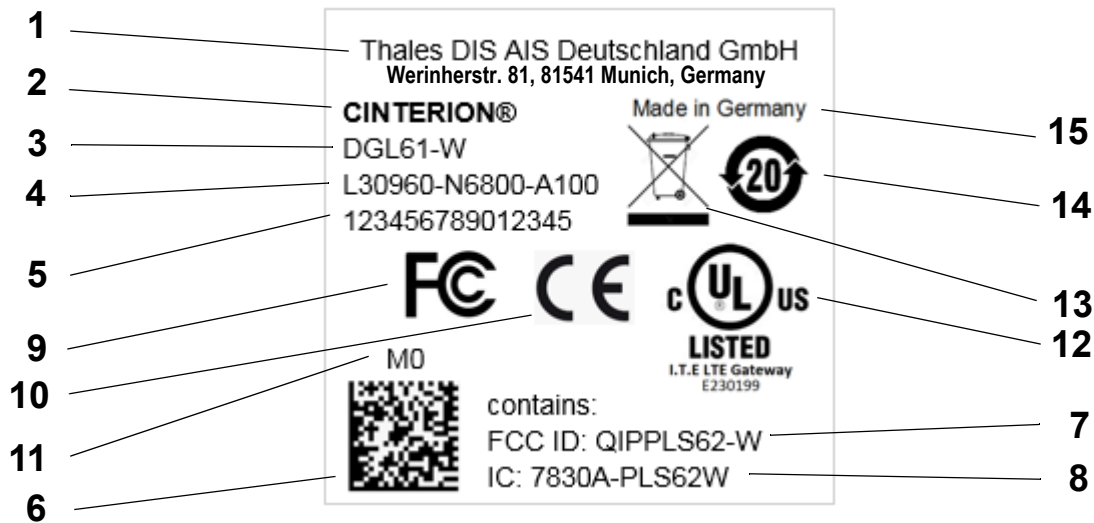 1
Thales DIS AIS Deutschland GmbH
Werinherstr. 81, 81541 Munich, Germany
2
CINTERION®
Made in Germany
15
3
DGL61-W
4
L30960-N6800-A100
20
14
5
123456789012345
13
9
FC
CE
C UL® US
12
LISTED
I.T.E LTE Gateway
E230199
10
11
M0
contains:
7
FCC ID: QIPPLS62-W
8
IC: 7830A-PLS62W
6